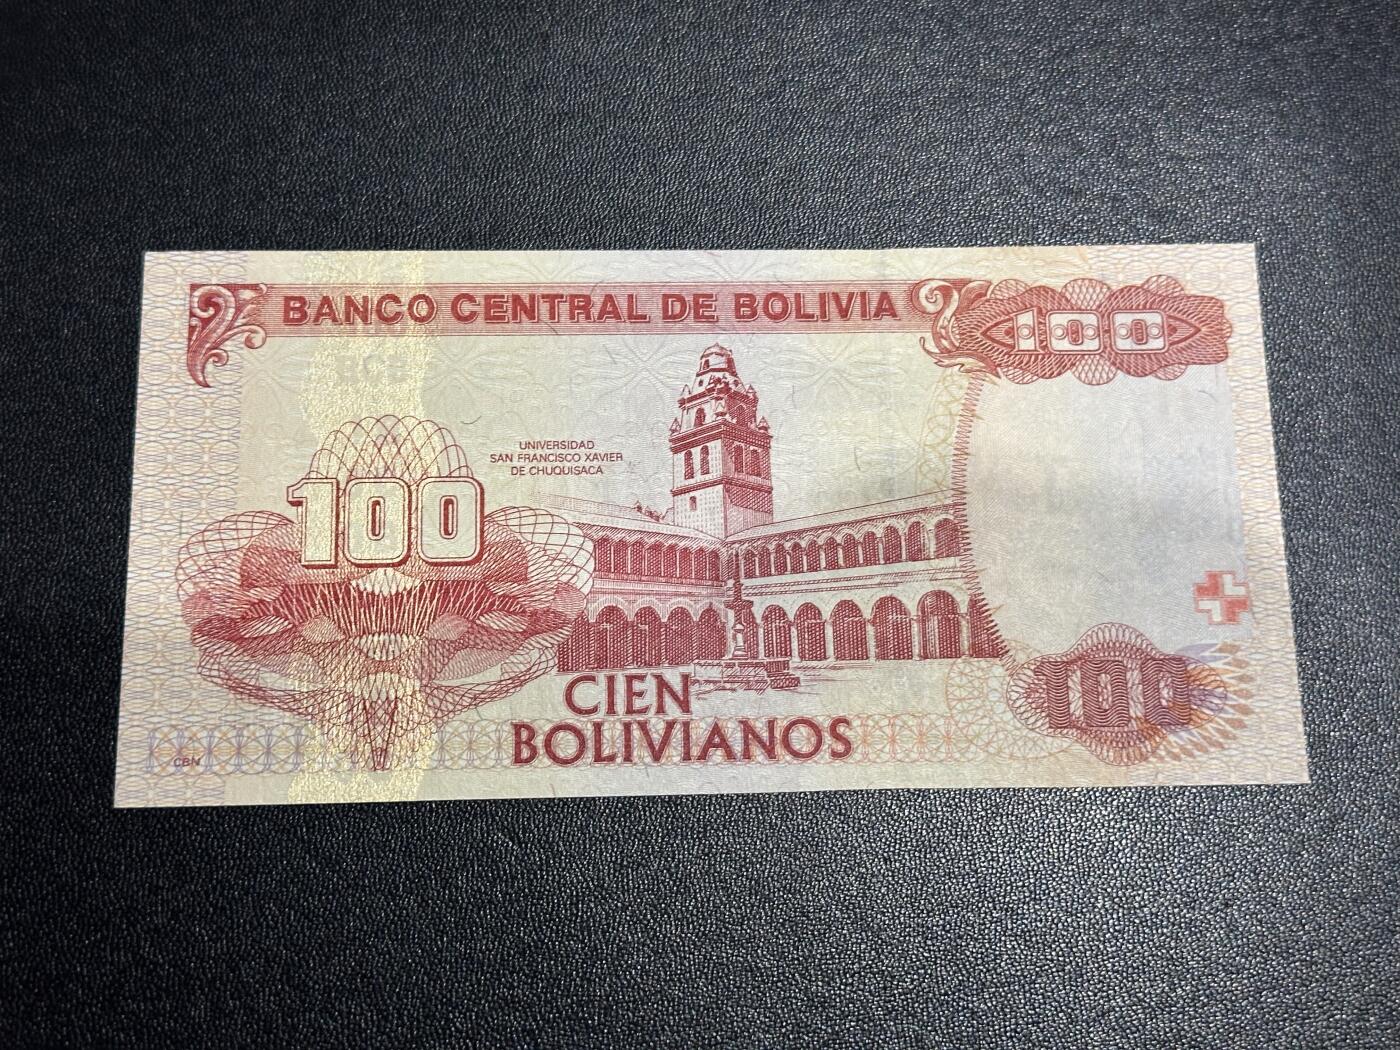 BANCO CENTRAL DE BOLIVIA
100
UNIVERSIDAD
SAN FRANCISCO XAVIER
DE CHUQUISACA
100
CIEN
BOLIVIANOS
100
CBN